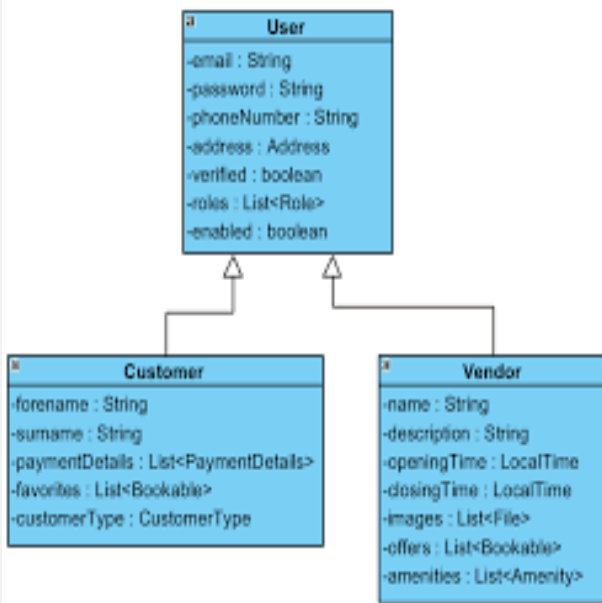 User
-email : String
-password : String
-phoneNumber : String
-address : Address
-verified : boolean
-roles : List<Role>
-enabled : boolean
Customer
-forename : String
-surname : String
-paymentDetails : List<PaymentDetails>
-favorites : List<Bookable>
-customerType : CustomerType
Vendor
-name : String
-description : String
-openingTime : LocalTime
-closingTime : LocalTime
-images : List<File>
-offers : List<Bookable>
-amenities : List<Amenity>